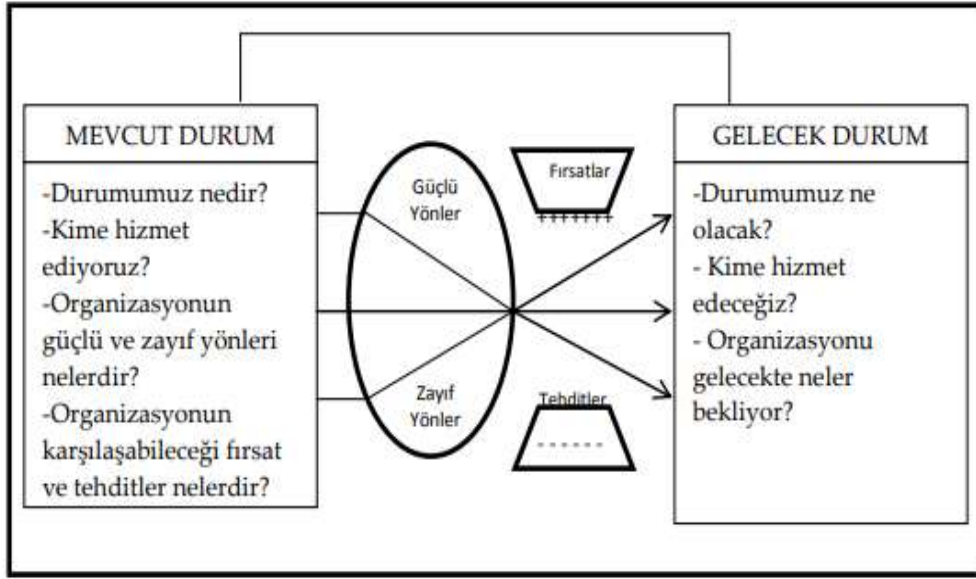 MEVCUT DURUM
-Durumumuz nedir?
-Kime hizmet
ediyoruz?
-Organizasyonun
güçlü ve zayıf yönleri
nelerdir?
-Organizasyonun
karşılaşabileceği fırsat
ve tehditler nelerdir?
Güçlü
Yönler
Zayıf
Yönler
Fırsatlar
+++++++
Tehditler
------
GELECEK DURUM
-Durumumuz ne
olacak?
- Kime hizmet
edeceğiz?
- Organizasyonu
gelecekte neler
bekliyor?